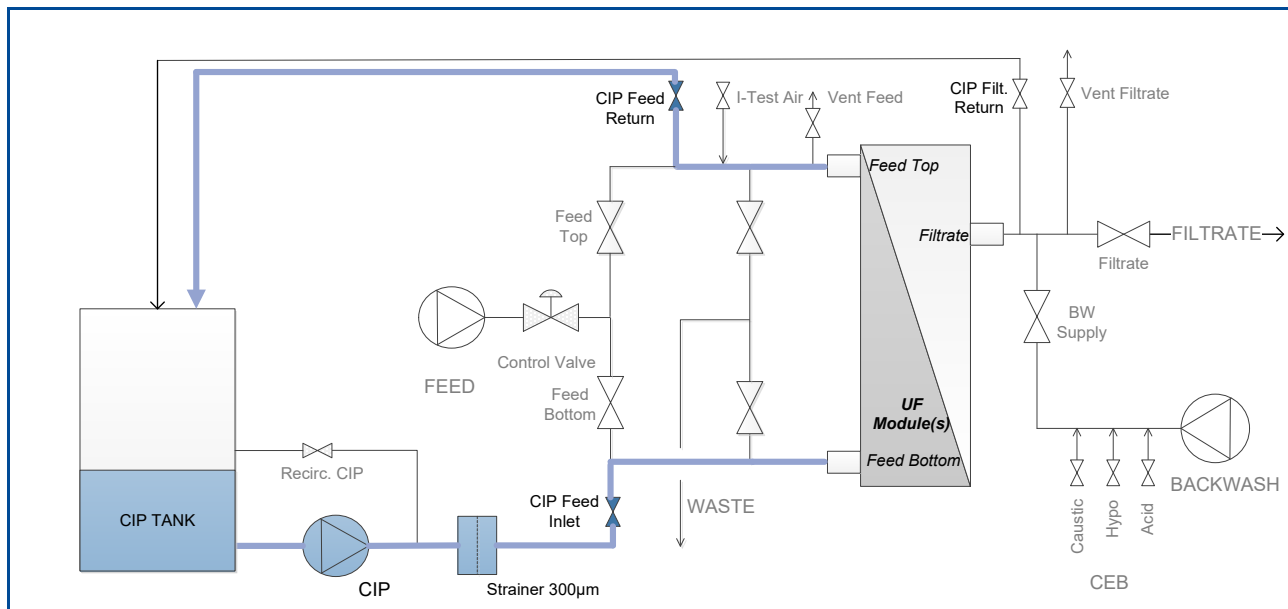 CIP Feed
Return
I-Test Air
Vent Feed
CIP Filt.
Return
Vent Filtrate
Feed Top
Feed
Top
Filtrate
FILTRATE
Filtrate
BW
Supply
Control Valve
FEED
Feed
Bottom
UF
Module(s)
Feed Bottom
Recirc. CIP
CIP TANK
CIP Feed
Inlet
WASTE
BACKWASH
Caustic
Hypo
Acid
CIP
Strainer 300µm
CEB